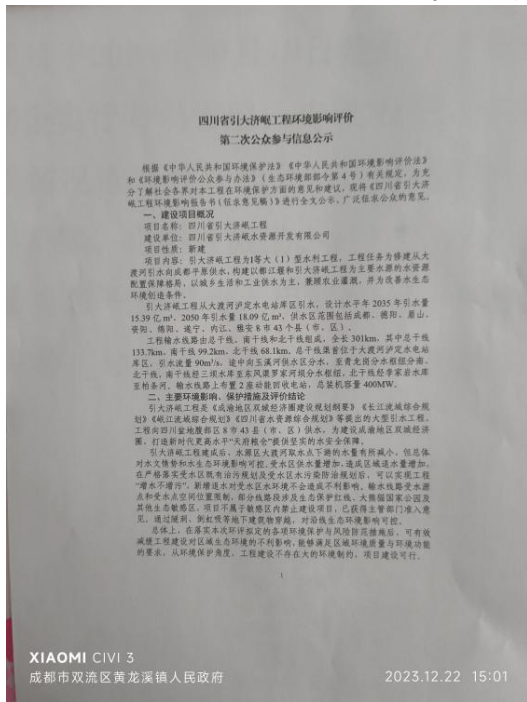 四川省引大济岷工程环境影响评价
第二次公众参与信息公示
根据《中华人民共和国环境保护法》《中华人民共和国环境影响评价法》
和《环境影响评价公众参与办法》（生态环境部部令第4号）有关规定，为充
分了解社会各界对本工程在环境保护方面的意见和建议，现将《四川省引大济
岷工程环境影响报告书（征求意见稿）》进行全文公示，广泛征求公众的意见。
一、建设项目概况
项目名称：四川省引大济岷工程
建设单位：四川省引大济岷水资源开发有限公司
项目性质：新建
项目内容：引大济岷工程为I等大（1）型水利工程，工程任务为修建从大
渡河引水向成都平原供水，构建以都江堰和引大济岷工程为主要水源的水资源
配置保障格局，以城乡生活和工业供水为主，兼顾农业灌溉，并为改善水生态
环境创造条件。
引大济岷工程从大渡河泸定水电站库区引水，设计水平年2035年引水量
15.39亿m³，2050年引水量18.09亿m³，供水区范围包括成都、德阳、眉山、
资阳、绵阳、遂宁、内江、雅安8市43个县（市、区）。
工程输水线路由总干线、南干线和北干线组成，全长301km，其中总干线
133.7km，南干线99.2km，北干线68.1km。总干线渠首位于大渡河泸定水电站
库区，引水流量90m³/s，途中向玉溪河供水区分水，至青龙岗分水枢纽分南、
北干线，南干线经三坝水库至东风渠罗家河坝分水枢纽，北干线经李家岩水库
至柏条河。输水线路上布置2座动能回收电站，总装机容量400MW。
二、主要环境影响、保护措施及评价结论
引大济岷工程是《成渝地区双城经济圈建设规划纲要》《长江流域综合规
划》《岷江流域综合规划》《四川省水资源综合规划》等提出的大型引水工程，
工程向四川盆地腹部区8市43县（市、区）供水，为建设成渝地区双城经济
圈、打造新时代更高水平“天府粮仓”提供坚实的水安全保障。
引大济岷工程建成后，水源区大渡河取水点下游的水量有所减小，但总体
对水文情势和水生态环境影响可控。受水区供水量增加，造成区域退水量增加，
在严格落实受水区既有治污规划及受水区水污染防治规划后，可以实现工程
“增水不增污”，新增退水对受水区水环境不会造成不利影响。输水线路受水源
点和受水点空间位置限制，部分线路段涉及生态保护红线、大熊猫国家公园及
其他生态敏感区，项目不属于敏感区内禁止建设项目，已获得主管部门准入意
见，通过隧洞、倒虹吸等地下建筑物穿越，对沿线生态环境影响可控。
总体上，在落实本次环评拟定的各项环境保护与风险防范措施后，可有效
减缓工程建设对区域生态环境的不利影响，能够满足区域环境质量与环境功能
的要求。从环境保护角度，工程建设不存在大的环境制约，项目建设可行。
1
XIAOMI CIVI 3
成都市双流区黄龙溪镇人民政府
2023.12.22 15:01